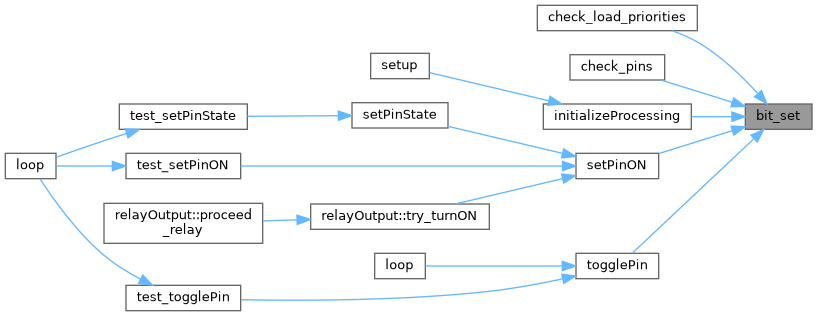 check_load_priorities
check_pins
setup
initializeProcessing
bit_set
test_setPinState
setPinState
loop
test_setPinON
setPinON
relayOutput::proceed
_relay
relayOutput::try_turnON
loop
togglePin
test_togglePin